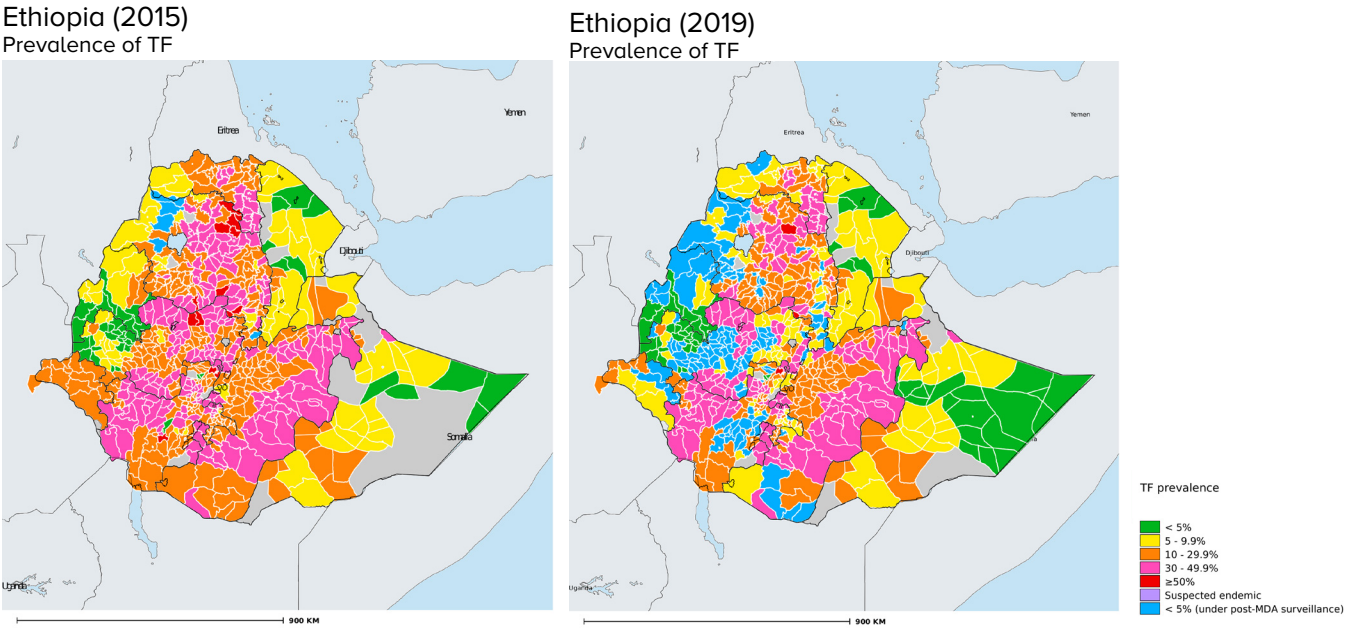 Ethiopia (2015)
Prevalence of TF
Eritrea
Yemen
Djibouti
Somalia
Uganda
900 KM
Ethiopia (2019)
Prevalence of TF
Eritrea
Yemen
Djibouti
Uganda
900 KM
TF prevalence
< 5%
5 - 9.9%
10 - 29.9%
30 - 49.9%
≥50%
Suspected endemic
< 5% (under post-MDA surveillance)